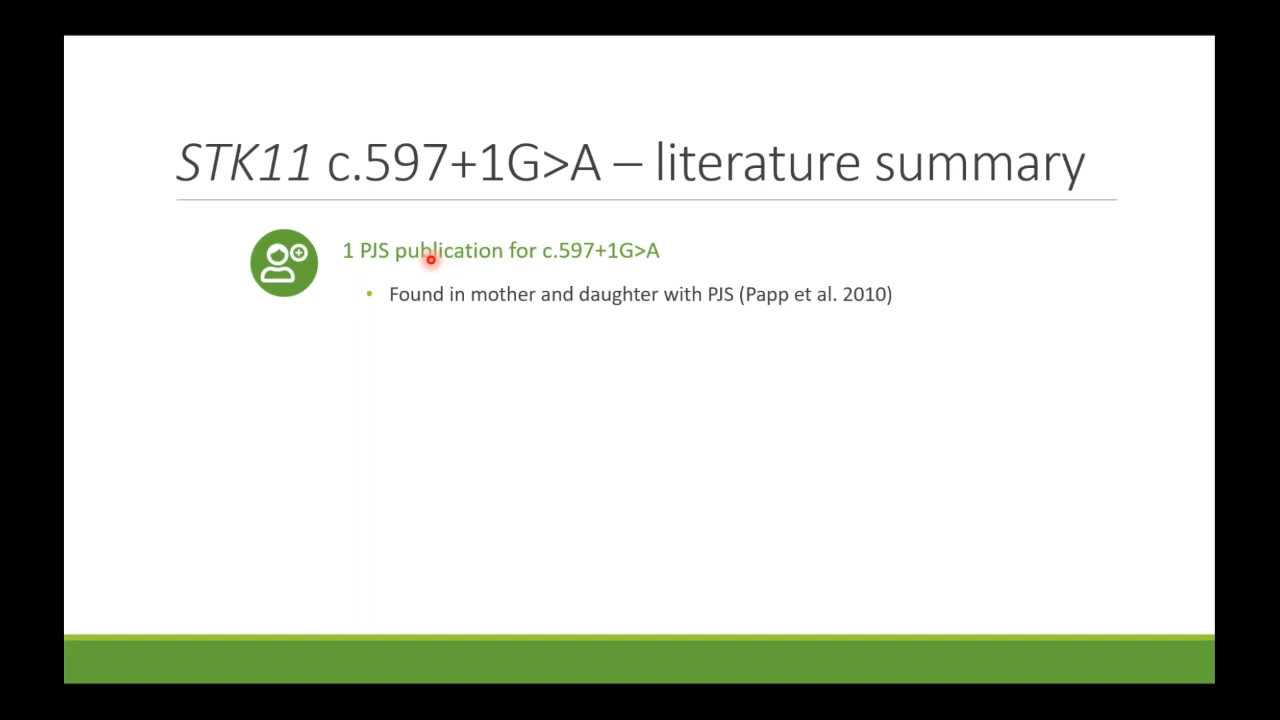 STK11 c.597+1G>A – literature summary
1 PJS publication for c.597+1G>A
• Found in mother and daughter with PJS (Papp et al. 2010)